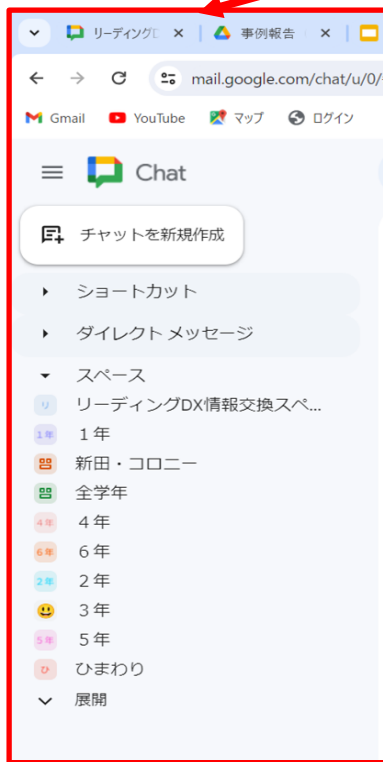 リーディングD
事例報告
mail.google.com/chat/u/0/
Gmail YouTube マップ ログイン
Chat
チャットを新規作成
ショートカット
ダイレクト メッセージ
スペース
リ リーディングDX情報交換スペ...
1年 1年
新田・コロニー
全学年
4年 4年
6年 6年
2年 2年
3年
5年 5年
ひ ひまわり
展開